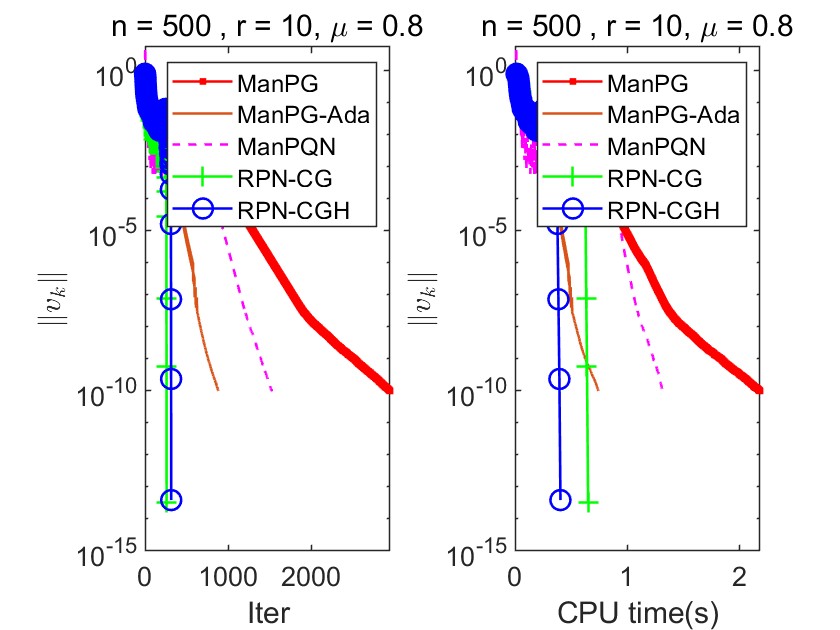 n = 500 , r = 10, μ = 0.8
10^0
10^-5
10^-10
10^-15
‖v_k‖
0
1000
2000
Iter
ManPG
ManPG-Ada
ManPQN
RPN-CG
RPN-CGH
n = 500 , r = 10, μ = 0.8
10^0
10^-5
10^-10
10^-15
‖v_k‖
0
1
2
CPU time(s)
ManPG
ManPG-Ada
ManPQN
RPN-CG
RPN-CGH